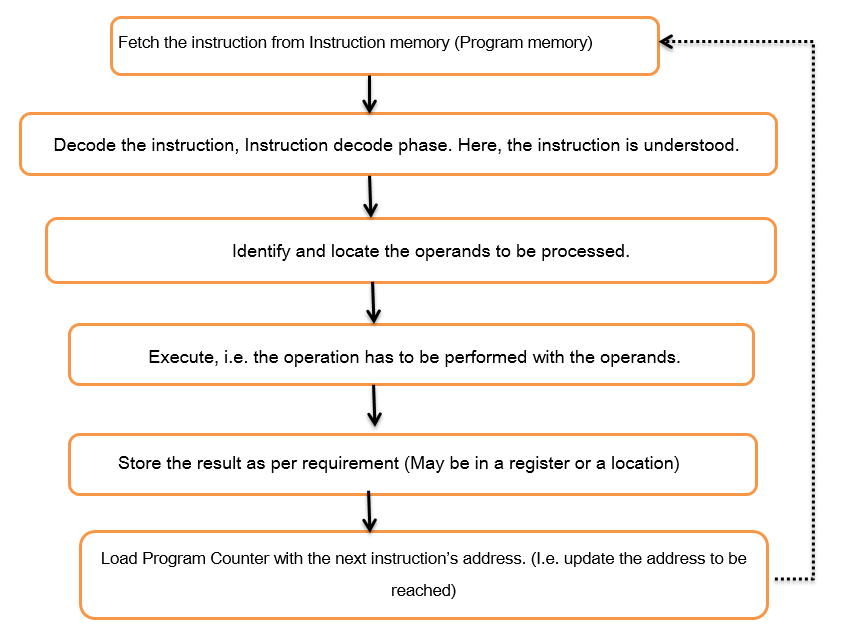 Fetch the instruction from Instruction memory (Program memory)
Decode the instruction, Instruction decode phase. Here, the instruction is understood.
Identify and locate the operands to be processed.
Execute, i.e. the operation has to be performed with the operands.
Store the result as per requirement (May be in a register or a location)
Load Program Counter with the next instruction’s address. (I.e. update the address to be
reached)